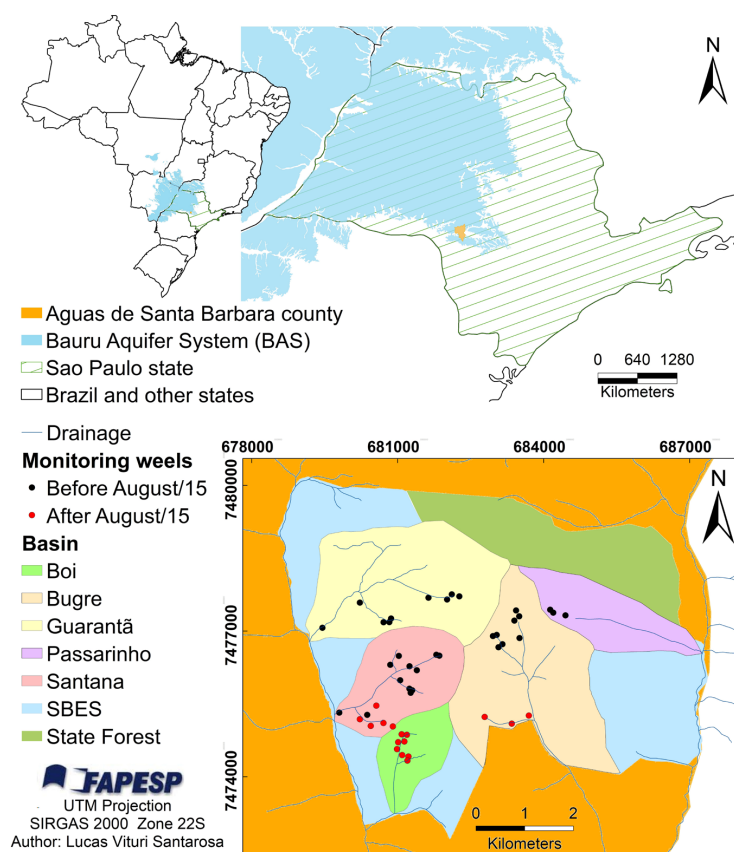 N
Aguas de Santa Barbara county
Bauru Aquifer System (BAS)
Sao Paulo state
Brazil and other states
0 640 1280
Kilometers
Drainage
Monitoring weels
Before August/15
After August/15
Basin
Boi
Bugre
Guarantã
Passarinho
Santana
SBES
State Forest
FAPESP
UTM Projection
SIRGAS 2000 Zone 22S
Author: Lucas Vituri Santarosa
678000 681000 684000 687000
7480000
7477000
7474000
N
0 1 2
Kilometers